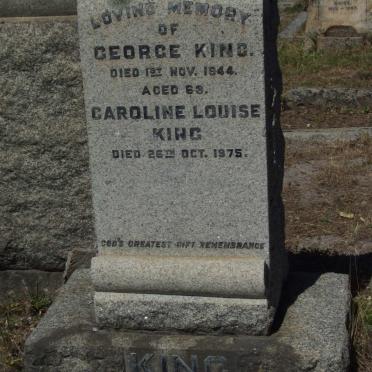 LOVING MEMORY
OF
GEORGE KING.
DIED 1ST NOV. 1944.
AGED 63.
CAROLINE LOUISE
KING
DIED 26TH OCT. 1975.
GOD'S GREATEST GIFT REMEMBRANCE
KING